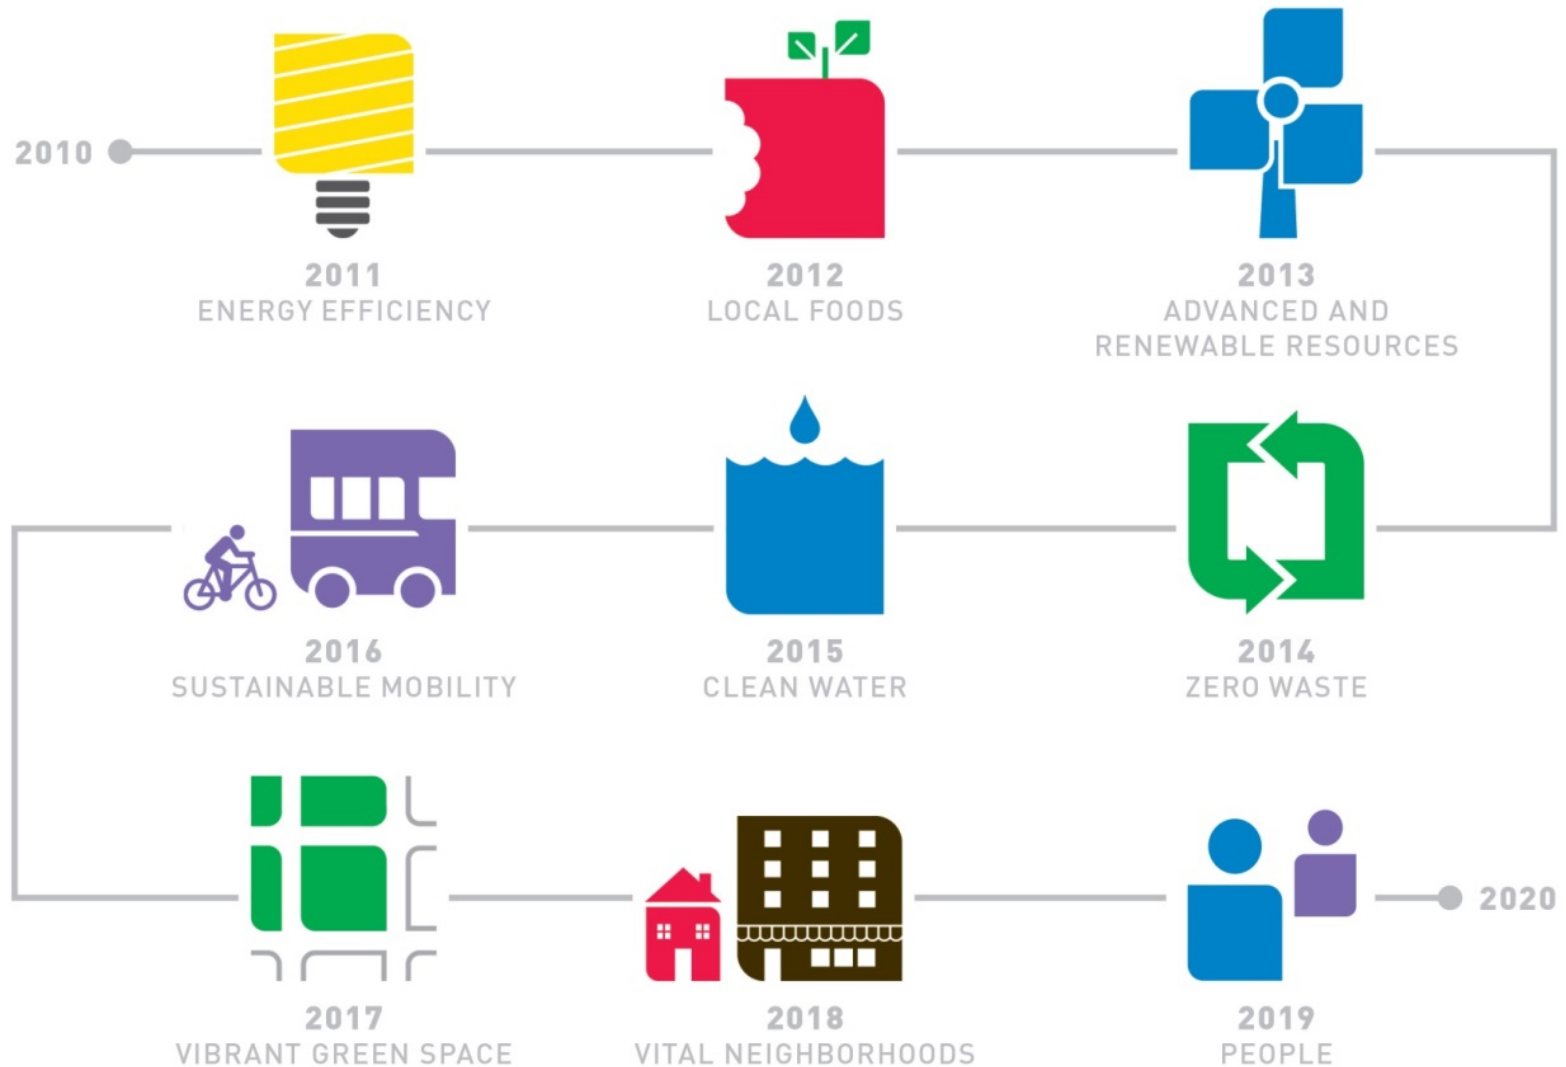 2010
2011
ENERGY EFFICIENCY
2012
LOCAL FOODS
2013
ADVANCED AND
RENEWABLE RESOURCES
2016
SUSTAINABLE MOBILITY
2015
CLEAN WATER
2014
ZERO WASTE
2017
VIBRANT GREEN SPACE
2018
VITAL NEIGHBORHOODS
2019
PEOPLE
2020